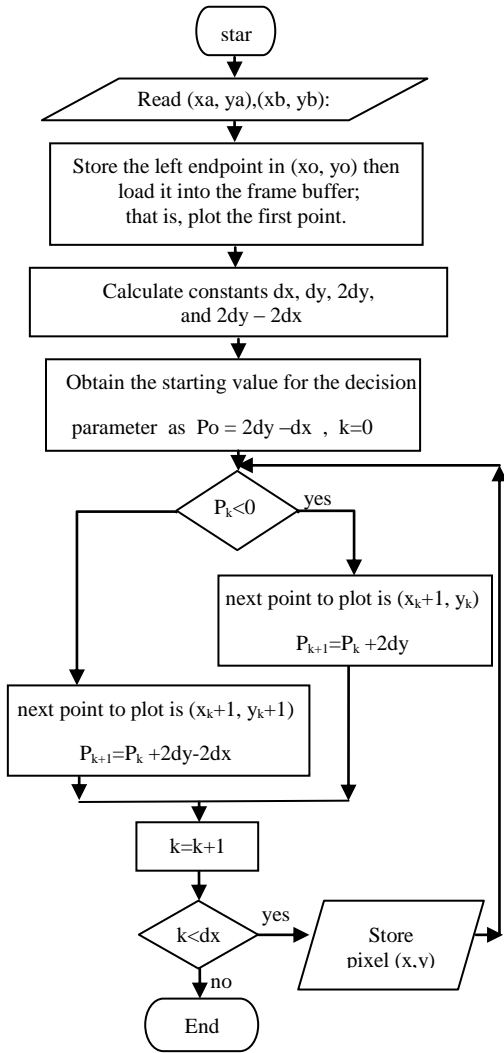 star
Read (xa, ya),(xb, yb):
Store the left endpoint in (xo, yo) then
load it into the frame buffer;
that is, plot the first point.
Calculate constants dx, dy, 2dy,
and 2dy – 2dx
Obtain the starting value for the decision
parameter as Po = 2dy –dx , k=0
Pₖ<0
yes
next point to plot is (xₖ+1, yₖ)
Pₖ₊₁=Pₖ +2dy
next point to plot is (xₖ+1, yₖ+1)
Pₖ₊₁=Pₖ +2dy-2dx
k=k+1
k<dx
yes
Store
pixel (x,y)
no
End